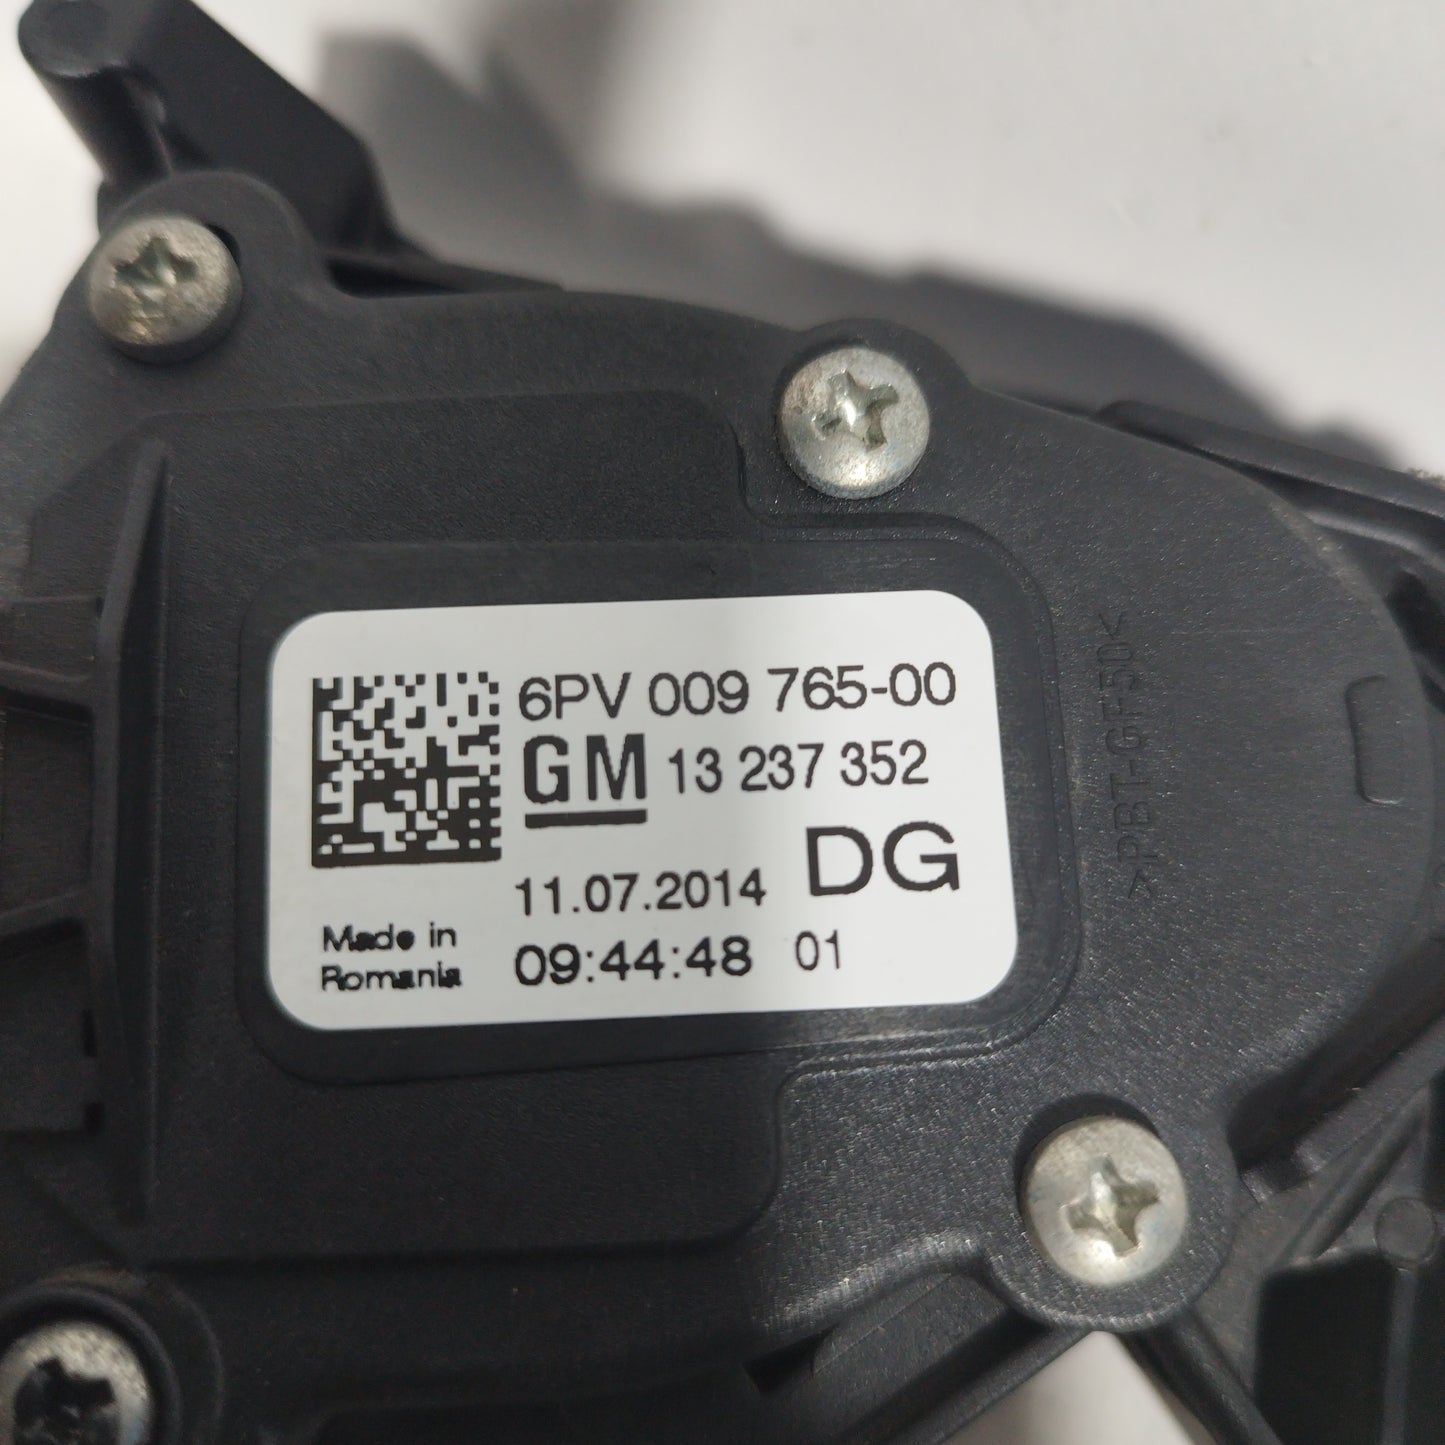 6PV 009 765-00
GM 13 237 352
DG
11.07.2014
Made in
Romania
09:44:48 01
>PBT-GF50<